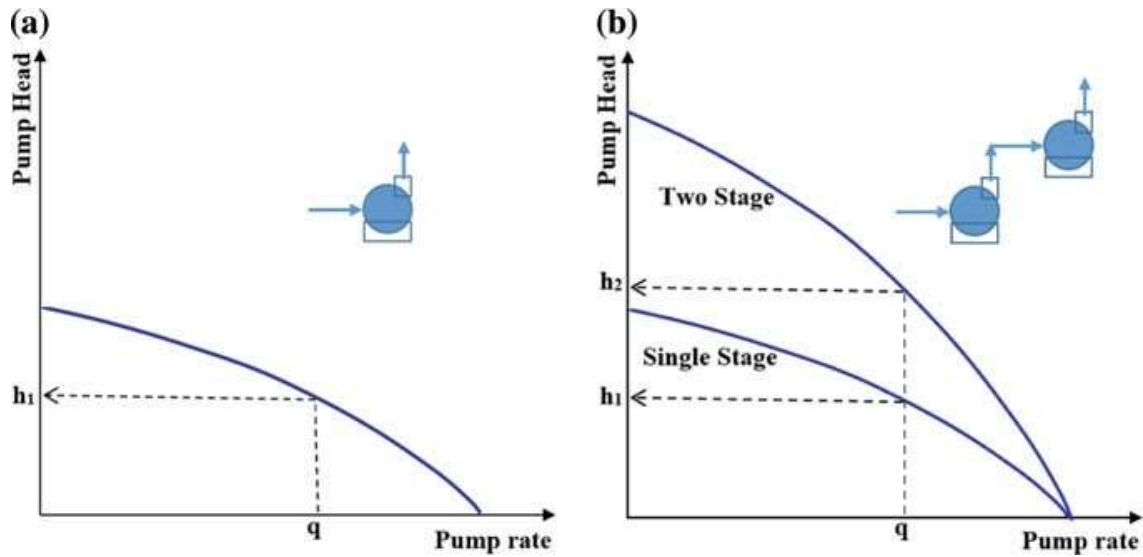 (a)
Pump Head
h1
q
Pump rate
(b)
Pump Head
Two Stage
h2
Single Stage
h1
q
Pump rate